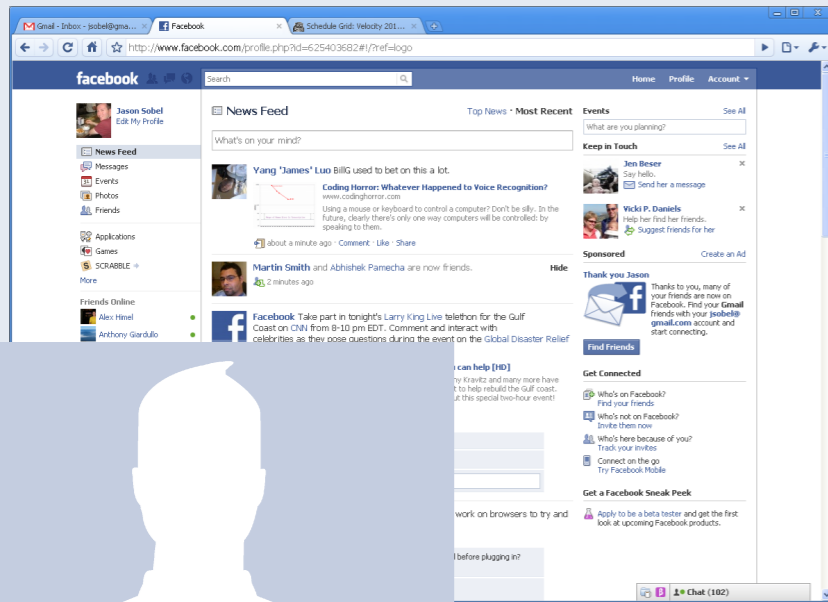 Gmail - Inbox - jsobel@gma...
Facebook
Schedule Grid: Velocity 201...
http://www.facebook.com/profile.php?id=625403682#!/?ref=logo
facebook
Search
Home Profile Account
Jason Sobel
Edit My Profile
News Feed
Messages
Events
Photos
Friends
Applications
Games
SCRABBLE
More
Friends Online
Alex Himel
Anthony Giardullo
News Feed
Top News · Most Recent
What's on your mind?
Yang 'James' Luo BillG used to bet on this a lot.
Coding Horror: Whatever Happened to Voice Recognition?
www.codinghorror.com
Using a mouse or keyboard to control a computer? Don't be silly. In the
future, clearly there's only one way computers will be controlled: by
speaking to them.
about a minute ago · Comment · Like · Share
Martin Smith and Abhishek Pamecha are now friends.
Hide
2 minutes ago
Facebook Take part in tonight's Larry King Live telethon for the Gulf
Coast on CNN from 8-10 pm EDT. Comment and interact with
celebrities as they pose questions during the event on the Global Disaster Relief
can help [HD]
ny Kravitz and many more have
t to help rebuild the Gulf coast.
ut this special two-hour event!
work on browsers to try and
before plugging in?
Events
See All
What are you planning?
Keep in Touch
See All
Jen Beser
Say hello.
Send her a message
Vicki P. Daniels
Help her find her friends.
Suggest friends for her
Sponsored
Create an Ad
Thank you Jason
Thanks to you, many of
your friends are now on
Facebook. Find your Gmail
friends with your jsobel@
gmail.com account and
start connecting.
Find Friends
Get Connected
Who's on Facebook?
Find your friends
Who's not on Facebook?
Invite them now
Who's here because of you?
Track your invites
Connect on the go
Try Facebook Mobile
Get a Facebook Sneak Peek
Apply to be a beta tester and get the first
look at upcoming Facebook products.
Chat (102)